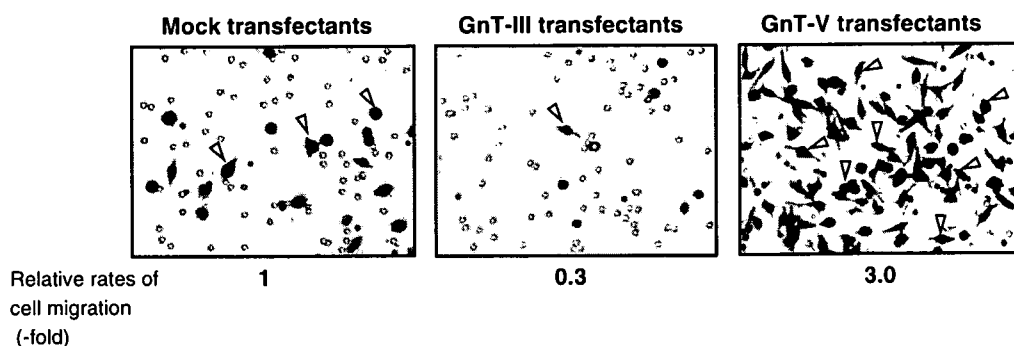 Mock transfectants
GnT-III transfectants
GnT-V transfectants
Relative rates of
cell migration
(-fold)
1
0.3
3.0